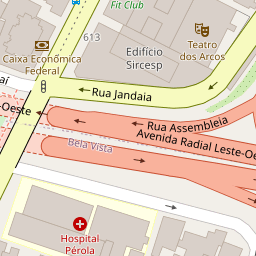 Fit Club
613
Teatro
dos Arcos
Edifício
Sircesp
Caixa Econômica
Federal
aí
Rua Jandaia
-Oeste
Rua Assembleia
Avenida Radial Leste-Oe
Bela Vista
Hospital
Pérola